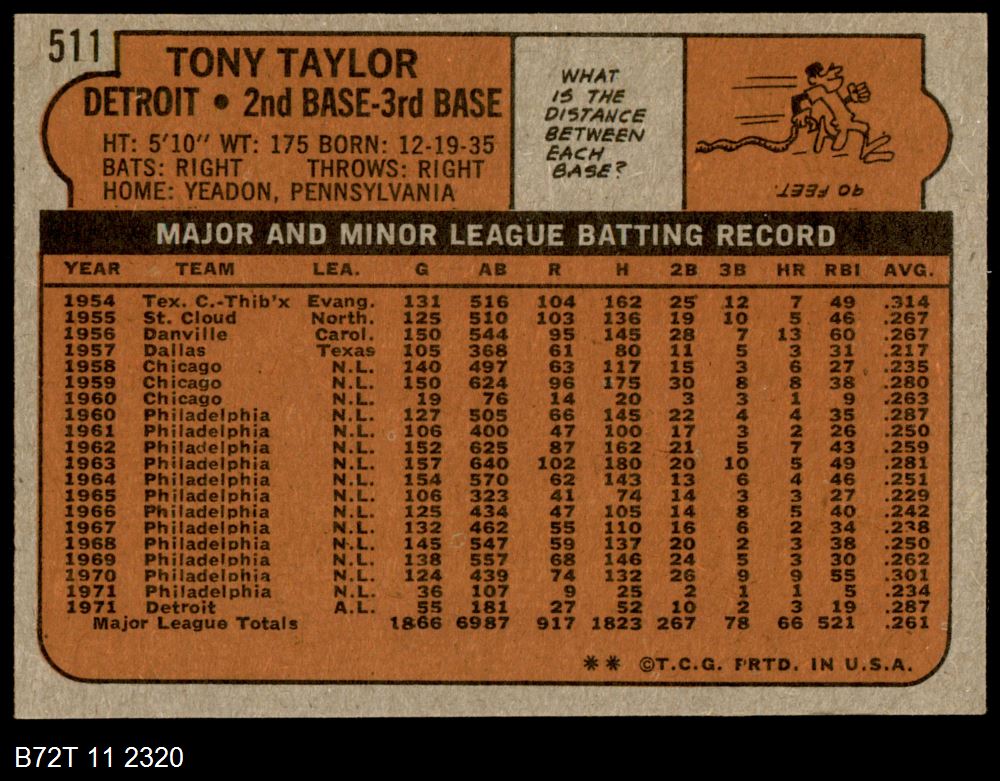 511
TONY TAYLOR
DETROIT • 2nd BASE-3rd BASE
HT: 5'10" WT: 175 BORN: 12-19-35
BATS: RIGHT THROWS: RIGHT
HOME: YEADON, PENNSYLVANIA
WHAT
IS THE
DISTANCE
BETWEEN
EACH
BASE?
90 FEET.
MAJOR AND MINOR LEAGUE BATTING RECORD
YEAR TEAM LEA. G AB R H 2B 3B HR RBI AVG.
1954 Tex. C.-Thib'x Evang. 131 516 104 162 25 12 7 49 .314
1955 St. Cloud North. 125 510 103 136 19 10 5 46 .267
1956 Danville Carol. 150 544 95 145 28 7 13 60 .267
1957 Dallas Texas 105 368 61 80 11 5 3 31 .217
1958 Chicago N.L. 140 497 63 117 15 3 6 27 .235
1959 Chicago N.L. 150 624 96 175 30 8 8 38 .280
1960 Chicago N.L. 19 76 14 20 3 3 1 9 .263
1960 Philadelphia N.L. 127 505 66 145 22 4 4 35 .287
1961 Philadelphia N.L. 106 400 47 100 17 3 2 26 .250
1962 Philadelphia N.L. 152 625 87 162 21 5 7 43 .259
1963 Philadelphia N.L. 157 640 102 180 20 10 5 49 .281
1964 Philadelphia N.L. 154 570 62 143 13 6 4 46 .251
1965 Philadelphia N.L. 106 323 41 74 14 3 3 27 .229
1966 Philadelphia N.L. 125 434 47 105 14 8 5 40 .242
1967 Philadelphia N.L. 132 462 55 110 16 6 2 34 .238
1968 Philadelphia N.L. 145 547 59 137 20 2 3 38 .250
1969 Philadelphia N.L. 138 557 68 146 24 5 3 30 .262
1970 Philadelphia N.L. 124 439 74 132 26 9 9 55 .301
1971 Philadelphia N.L. 36 107 9 25 2 1 1 5 .234
1971 Detroit A.L. 55 181 27 52 10 2 3 19 .287
Major League Totals 1866 6987 917 1823 267 78 66 521 .261
** ©T.C.G. PRTD. IN U.S.A.
B72T 11 2320